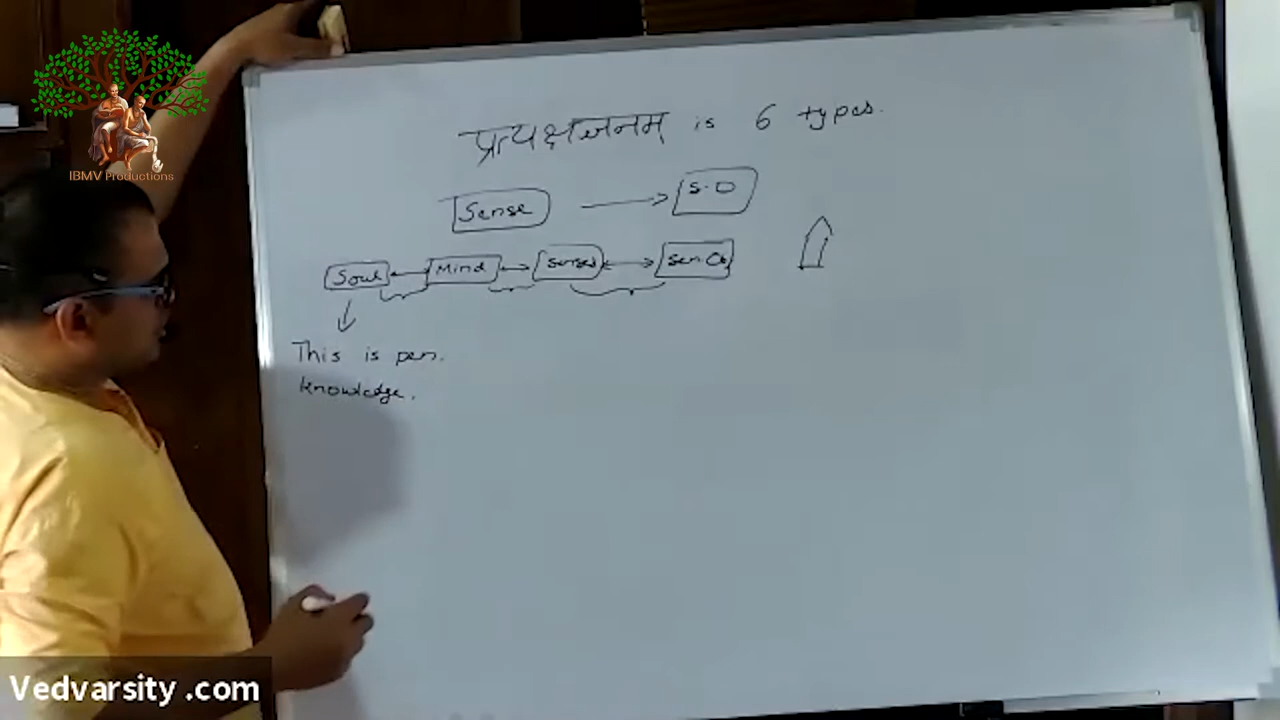 IBMV Productions
प्रत्यक्षजनम् is 6 types.
Sense S.O
Soul Mind Senses Sen.Ob
This is pen.
knowledge.
Vedvarsity .com